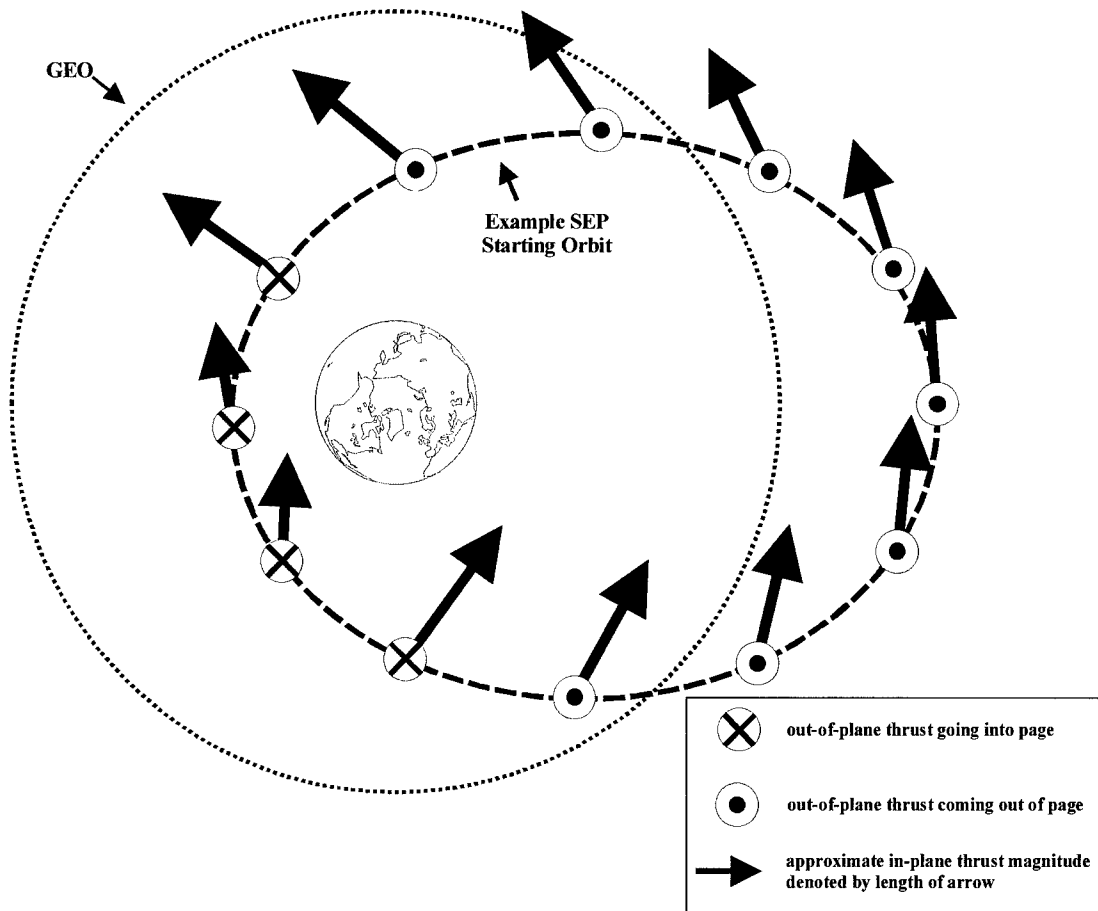 GEO
Example SEP
Starting Orbit
out-of-plane thrust going into page
out-of-plane thrust coming out of page
approximate in-plane thrust magnitude
denoted by length of arrow